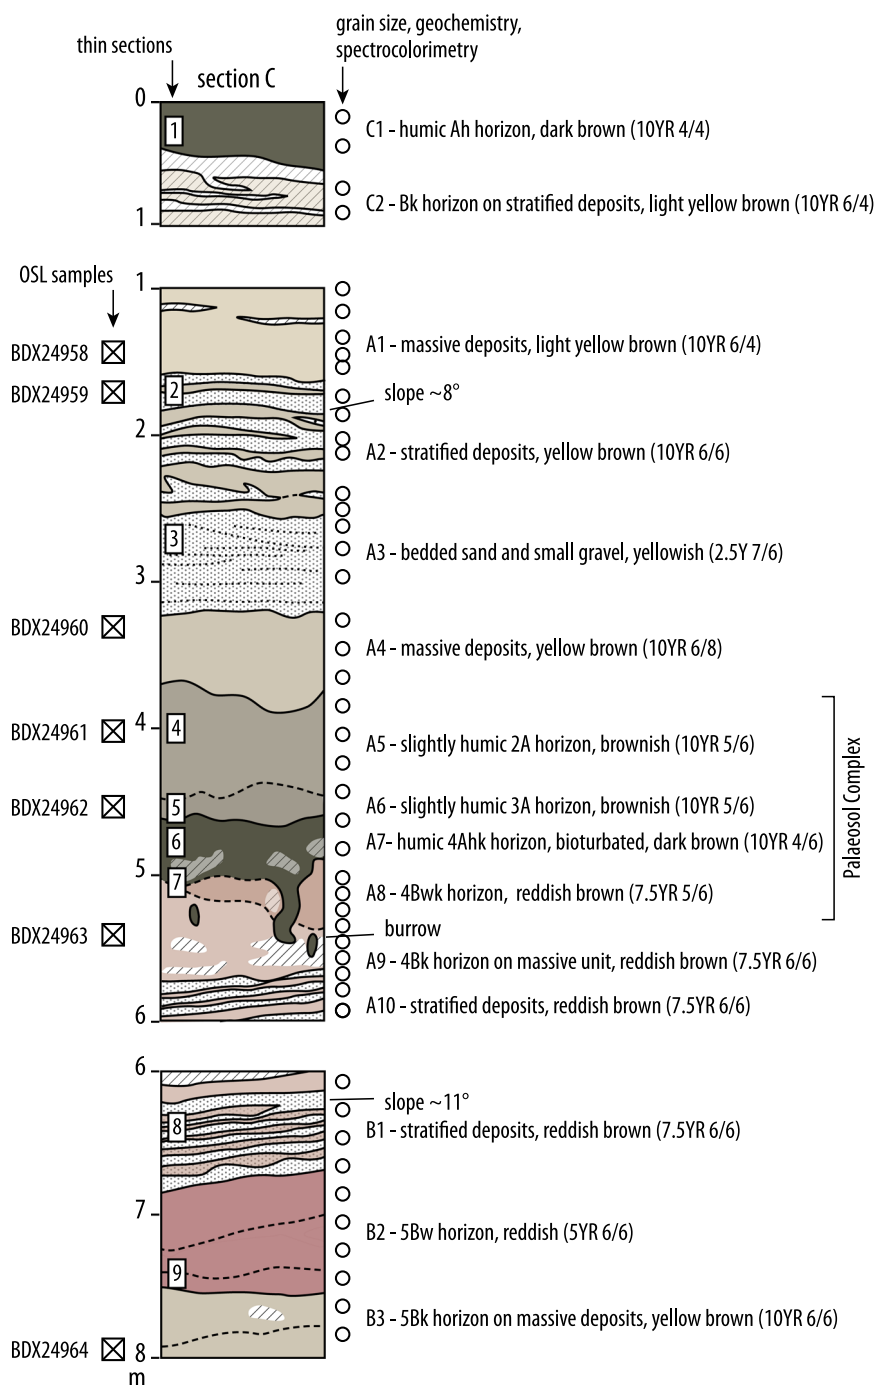 grain size, geochemistry,
spectrocolorimetry
thin sections
section C
0
1
C1 - humic Ah horizon, dark brown (10YR 4/4)
C2 - Bk horizon on stratified deposits, light yellow brown (10YR 6/4)
1
OSL samples
1
BDX24958
A1 - massive deposits, light yellow brown (10YR 6/4)
BDX24959
2
slope ~8°
2
A2 - stratified deposits, yellow brown (10YR 6/6)
3
A3 - bedded sand and small gravel, yellowish (2.5Y 7/6)
3
BDX24960
A4 - massive deposits, yellow brown (10YR 6/8)
4
BDX24961
4
A5 - slightly humic 2A horizon, brownish (10YR 5/6)
BDX24962
5
A6 - slightly humic 3A horizon, brownish (10YR 5/6)
6
A7- humic 4Ahk horizon, bioturbated, dark brown (10YR 4/6)
Palaeosol Complex
5
7
A8 - 4Bwk horizon, reddish brown (7.5YR 5/6)
BDX24963
burrow
A9 - 4Bk horizon on massive unit, reddish brown (7.5YR 6/6)
A10 - stratified deposits, reddish brown (7.5YR 6/6)
6
6
slope ~11°
8
B1 - stratified deposits, reddish brown (7.5YR 6/6)
7
B2 - 5Bw horizon, reddish (5YR 6/6)
9
B3 - 5Bk horizon on massive deposits, yellow brown (10YR 6/6)
BDX24964
8
m